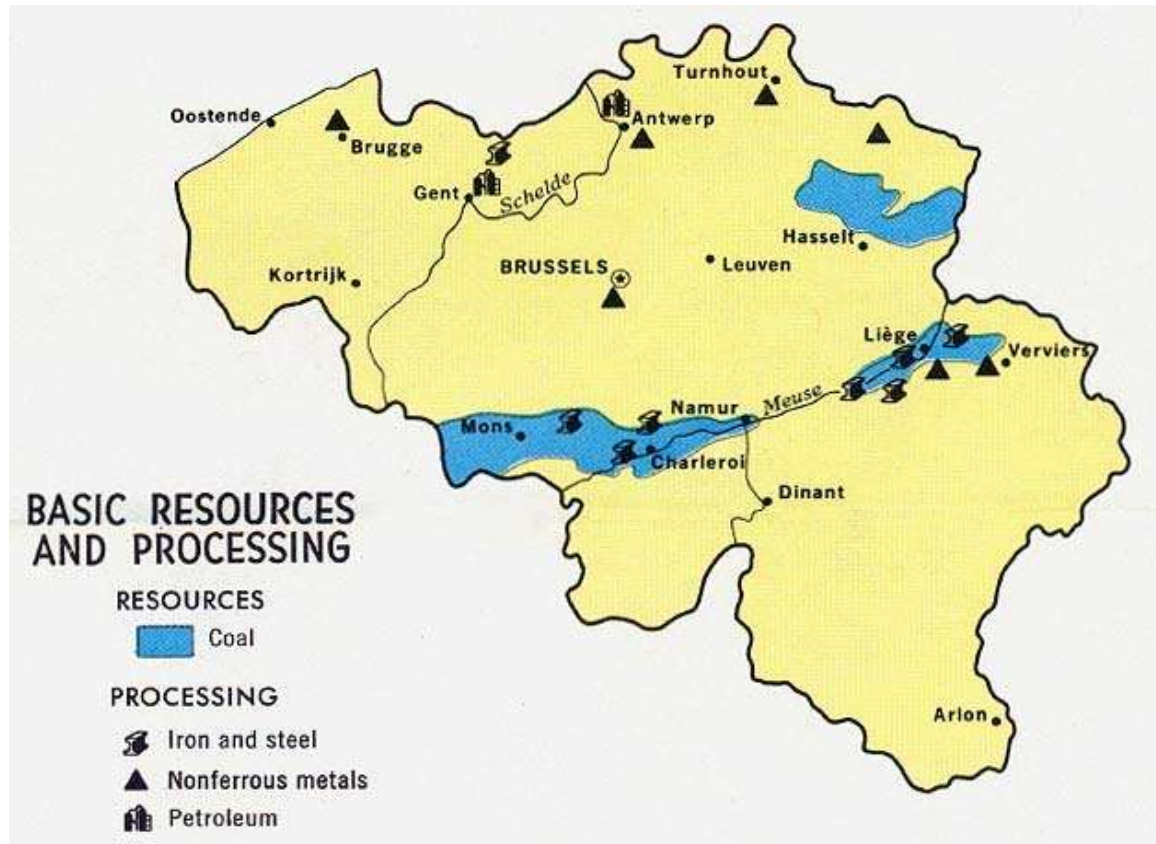 Turnhout
Oostende
Antwerp
Brugge
Gent
Schelde
Hasselt
BRUSSELS
Leuven
Kortrijk
Liège
Verviers
Meuse
Namur
Mons
Charleroi
Dinant
BASIC RESOURCES
AND PROCESSING
RESOURCES
Coal
PROCESSING
Iron and steel
Arlon
Nonferrous metals
Petroleum